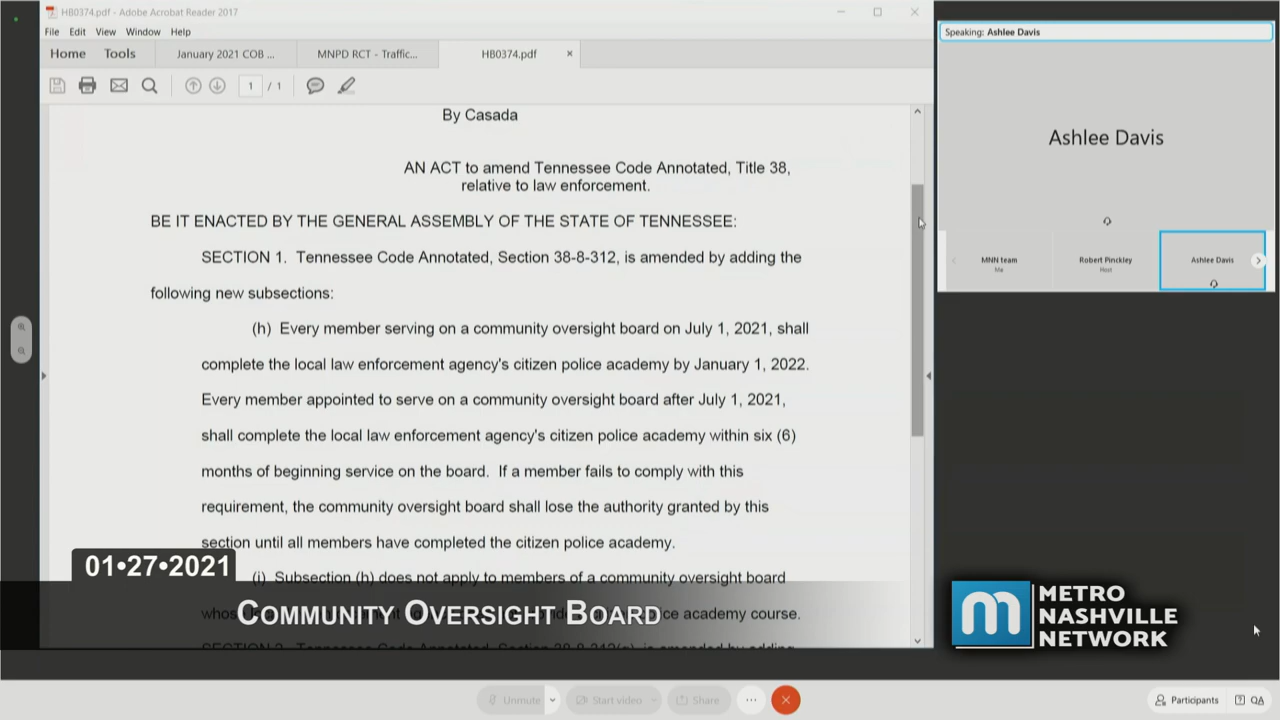 HB0374.pdf - Adobe Acrobat Reader 2017
File Edit View Window Help
Home Tools January 2021 COB ... MNPD RCT - Traffic... HB0374.pdf ×
1 / 1
By Casada
AN ACT to amend Tennessee Code Annotated, Title 38,
relative to law enforcement.
BE IT ENACTED BY THE GENERAL ASSEMBLY OF THE STATE OF TENNESSEE:
SECTION 1. Tennessee Code Annotated, Section 38-8-312, is amended by adding the
following new subsections:
(h) Every member serving on a community oversight board on July 1, 2021, shall
complete the local law enforcement agency's citizen police academy by January 1, 2022.
Every member appointed to serve on a community oversight board after July 1, 2021,
shall complete the local law enforcement agency's citizen police academy within six (6)
months of beginning service on the board. If a member fails to comply with this
requirement, the community oversight board shall lose the authority granted by this
section until all members have completed the citizen police academy.
(i) Subsection (h) does not apply to members of a community oversight board
academy course.
Speaking: Ashlee Davis
Ashlee Davis
MNN team
Me
Robert Pinckley
Host
Ashlee Davis
01•27•2021
COMMUNITY OVERSIGHT BOARD
m METRO
NASHVILLE
NETWORK
Unmute Start video Share ... Participants QA